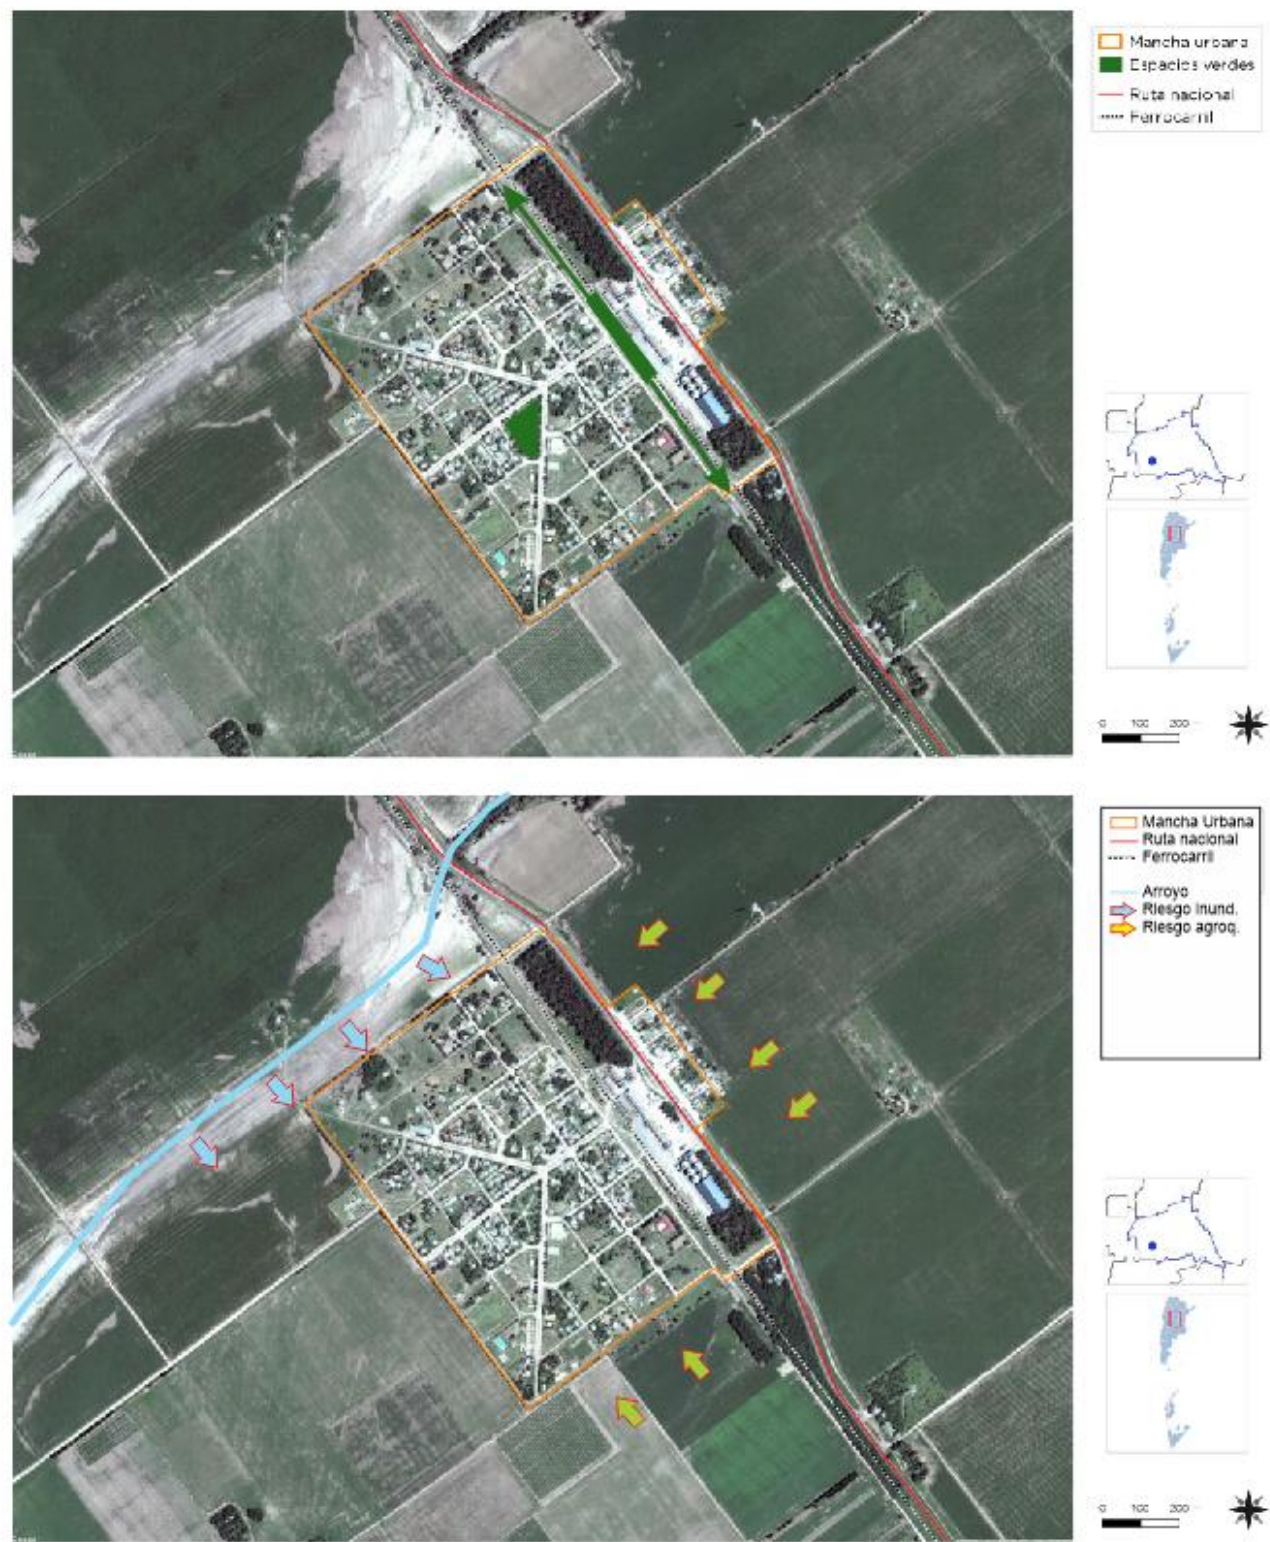 Mancha urbana
Espacios verdes
Ruta nacional
Ferrocarril
0 100 200
Mancha Urbana
Ruta nacional
Ferrocarril
Arroyo
Riesgo Inund.
Riesgo agroq.
0 100 200